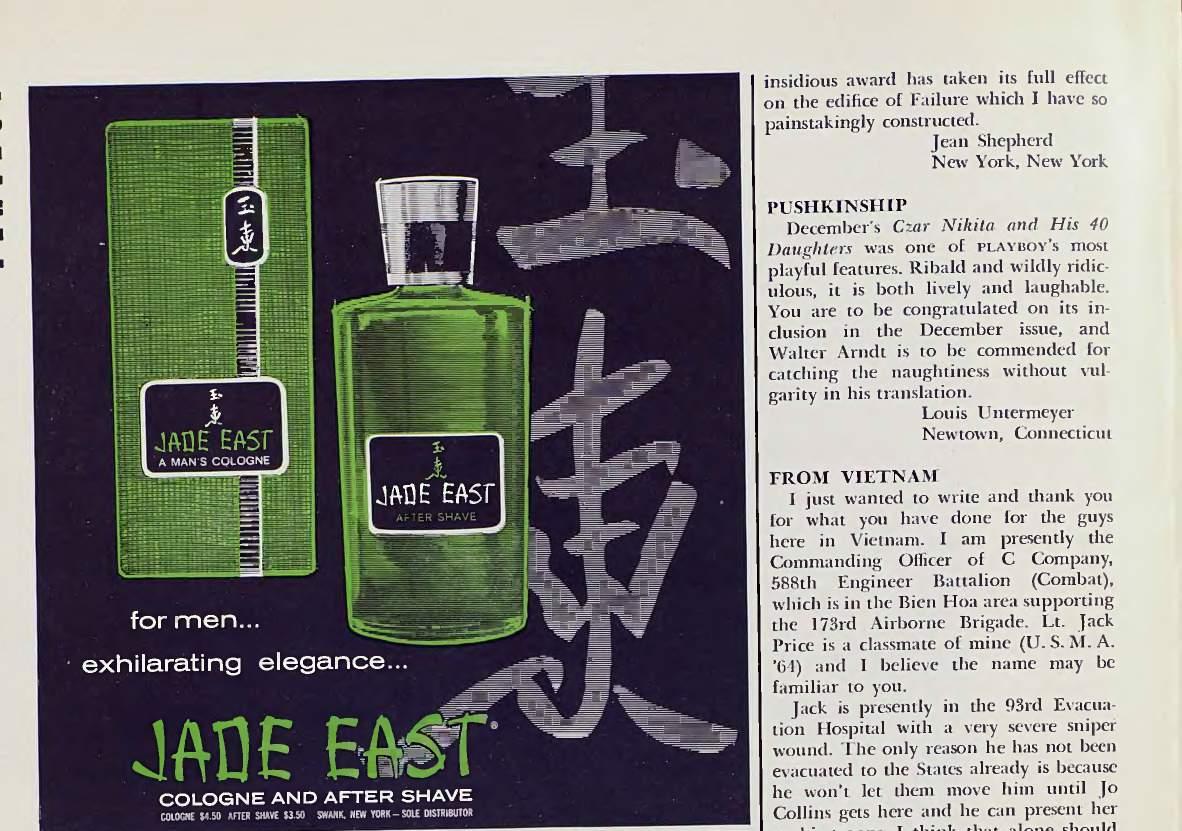 玉
東
玉
東
JADE EAST
A MAN'S COLOGNE
玉
東
JADE EAST
AFTER SHAVE
玉
東
for men...
exhilarating elegance...
JADE EAST®
COLOGNE AND AFTER SHAVE
COLOGNE $4.50 AFTER SHAVE $3.50 SWANK, NEW YORK — SOLE DISTRIBUTOR
insidious award has taken its full effect
on the edifice of Failure which I have so
painstakingly constructed.
Jean Shepherd
New York, New York
PUSHKINSHIP
December's Czar Nikita and His 40
Daughters was one of PLAYBOY's most
playful features. Ribald and wildly ridic-
ulous, it is both lively and laughable.
You are to be congratulated on its in-
clusion in the December issue, and
Walter Arndt is to be commended for
catching the naughtiness without vul-
garity in his translation.
Louis Untermeyer
Newtown, Connecticut
FROM VIETNAM
I just wanted to write and thank you
for what you have done for the guys
here in Vietnam. I am presently the
Commanding Officer of C Company,
588th Engineer Battalion (Combat),
which is in the Bien Hoa area supporting
the 173rd Airborne Brigade. Lt. Jack
Price is a classmate of mine (U. S. M. A.
'64) and I believe the name may be
familiar to you.
Jack is presently in the 93rd Evacua-
tion Hospital with a very severe sniper
wound. The only reason he has not been
evacuated to the States already is because
he won't let them move him until Jo
Collins gets here and he can present her
I think that alone should